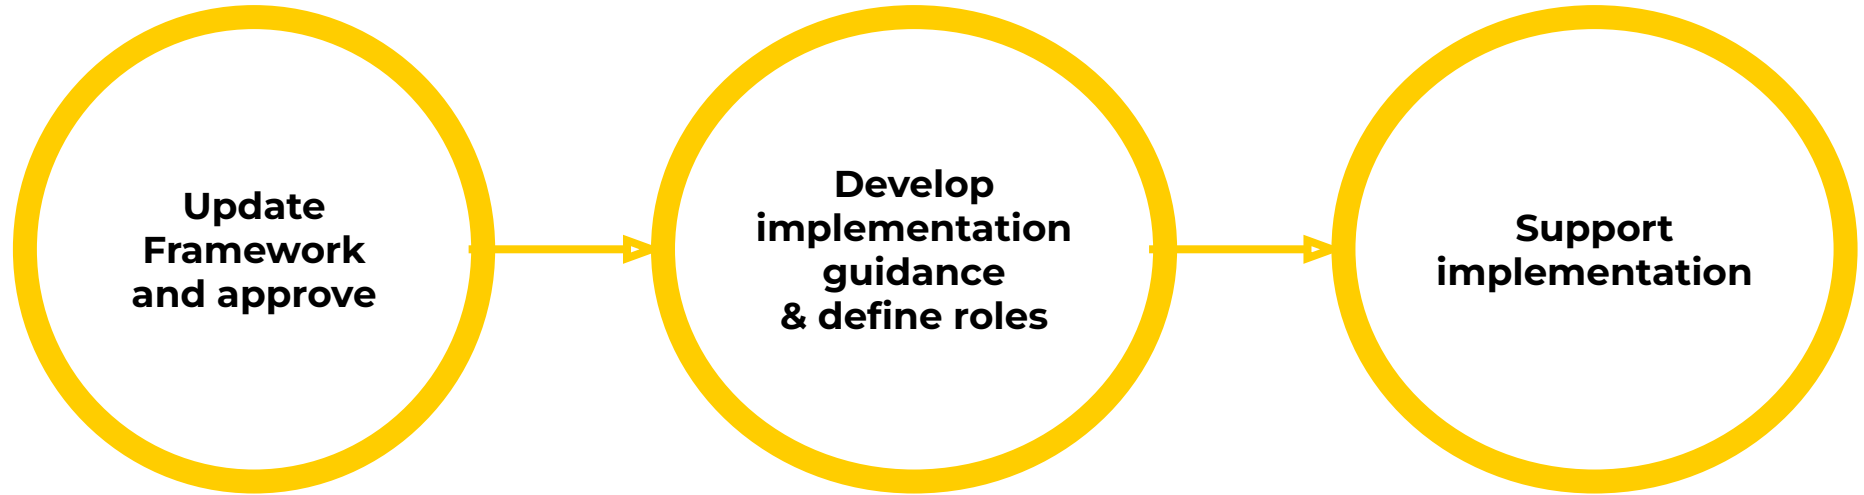 Update
Framework
and approve
Develop
implementation
guidance
& define roles
Support
implementation